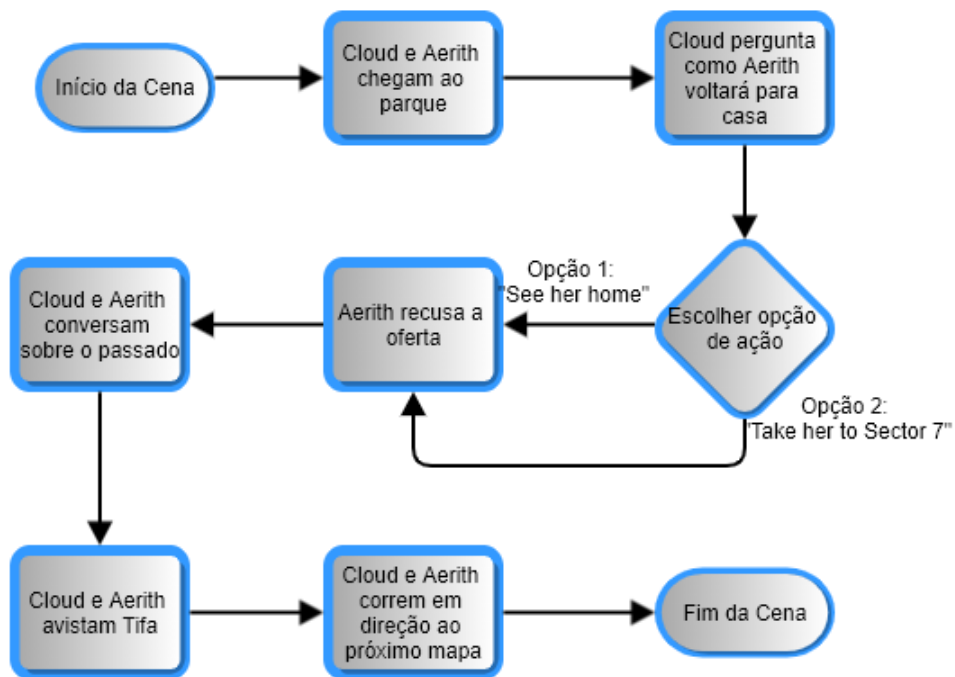 Início da Cena
Cloud e Aerith
chegam ao
parque
Cloud pergunta
como Aerith
voltará para
casa
Escolher opção
de ação
Opção 1:
"See her home"
Opção 2:
"Take her to Sector 7"
Aerith recusa a
oferta
Cloud e Aerith
conversam
sobre o passado
Cloud e Aerith
avistam Tifa
Cloud e Aerith
correm em
direção ao
próximo mapa
Fim da Cena